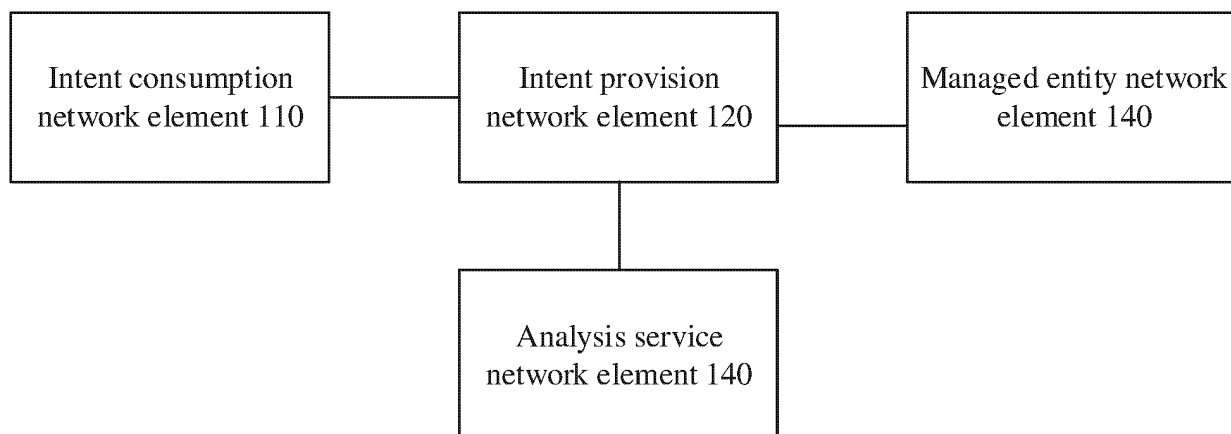 Intent consumption
network element 110
Intent provision
network element 120
Managed entity network
element 140
Analysis service
network element 140